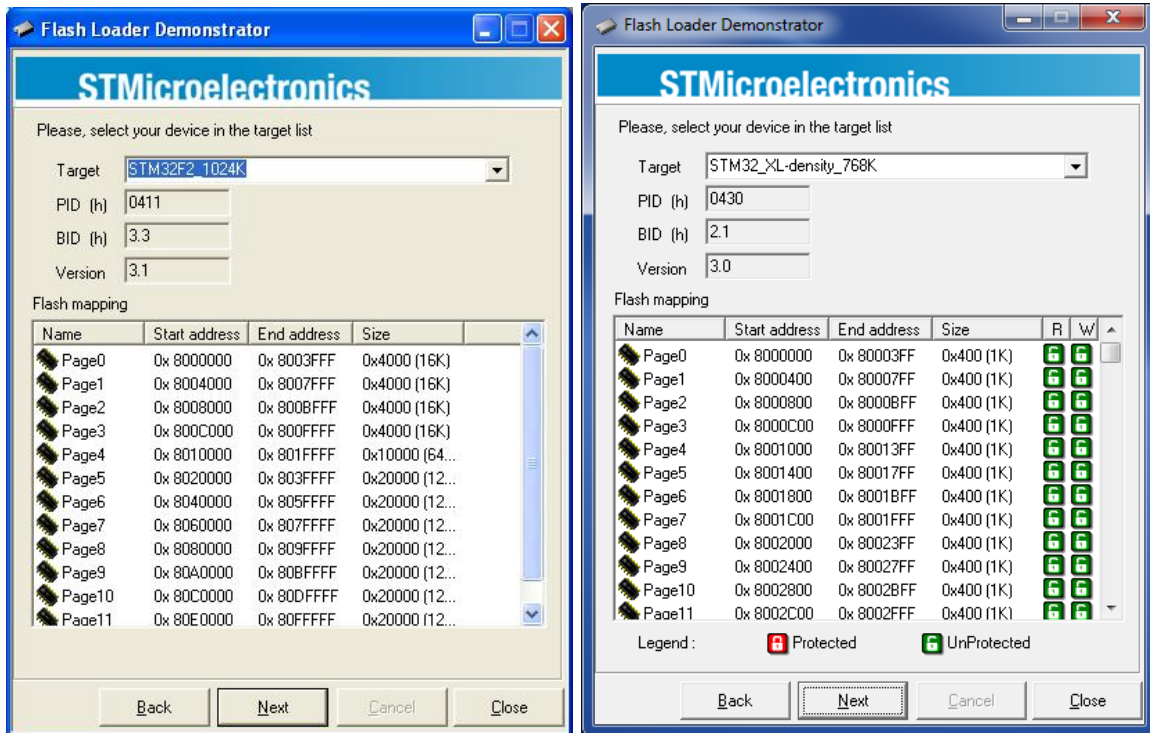 Flash Loader Demonstrator
STMicroelectronics
Please, select your device in the target list
Target STM32F2_1024K
PID (h) 0411
BID (h) 3.3
Version 3.1
Flash mapping
Name Start address End address Size
Page0 0x 8000000 0x 8003FFF 0x4000 (16K)
Page1 0x 8004000 0x 8007FFF 0x4000 (16K)
Page2 0x 8008000 0x 800BFFF 0x4000 (16K)
Page3 0x 800C000 0x 800FFFF 0x4000 (16K)
Page4 0x 8010000 0x 801FFFF 0x10000 (64...
Page5 0x 8020000 0x 803FFFF 0x20000 (12...
Page6 0x 8040000 0x 805FFFF 0x20000 (12...
Page7 0x 8060000 0x 807FFFF 0x20000 (12...
Page8 0x 8080000 0x 809FFFF 0x20000 (12...
Page9 0x 80A0000 0x 80BFFFF 0x20000 (12...
Page10 0x 80C0000 0x 80DFFFF 0x20000 (12...
Page11 0x 80E0000 0x 80FFFFF 0x20000 (12...
Back Next Cancel Close
Flash Loader Demonstrator
STMicroelectronics
Please, select your device in the target list
Target STM32_XL-density_768K
PID (h) 0430
BID (h) 2.1
Version 3.0
Flash mapping
Name Start address End address Size R W
Page0 0x 8000000 0x 80003FF 0x400 (1K)
Page1 0x 8000400 0x 80007FF 0x400 (1K)
Page2 0x 8000800 0x 8000BFF 0x400 (1K)
Page3 0x 8000C00 0x 8000FFF 0x400 (1K)
Page4 0x 8001000 0x 80013FF 0x400 (1K)
Page5 0x 8001400 0x 80017FF 0x400 (1K)
Page6 0x 8001800 0x 8001BFF 0x400 (1K)
Page7 0x 8001C00 0x 8001FFF 0x400 (1K)
Page8 0x 8002000 0x 80023FF 0x400 (1K)
Page9 0x 8002400 0x 80027FF 0x400 (1K)
Page10 0x 8002800 0x 8002BFF 0x400 (1K)
Page11 0x 8002C00 0x 8002FFF 0x400 (1K)
Legend : Protected UnProtected
Back Next Cancel Close